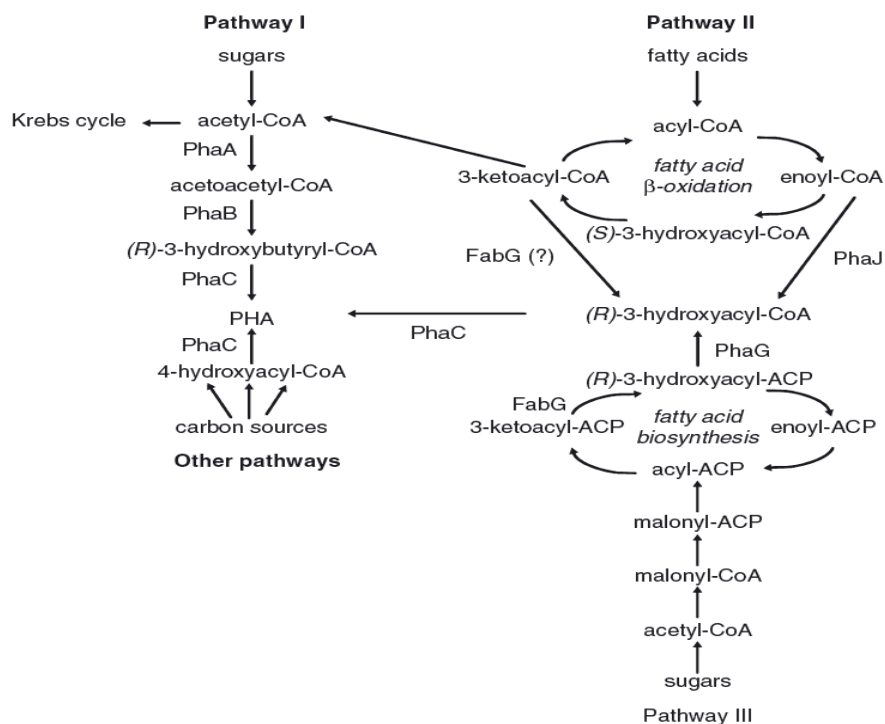 Pathway I
sugars
Krebs cycle
acetyl-CoA
PhaA
acetoacetyl-CoA
PhaB
(R)-3-hydroxybutyryl-CoA
PhaC
PHA
PhaC
4-hydroxyacyl-CoA
carbon sources
Other pathways
PhaC
Pathway II
fatty acids
acyl-CoA
3-ketoacyl-CoA
fatty acid
β-oxidation
enoyl-CoA
(S)-3-hydroxyacyl-CoA
FabG (?)
PhaJ
(R)-3-hydroxyacyl-CoA
PhaG
(R)-3-hydroxyacyl-ACP
FabG
3-ketoacyl-ACP
fatty acid
biosynthesis
enoyl-ACP
acyl-ACP
malonyl-ACP
malonyl-CoA
acetyl-CoA
sugars
Pathway III